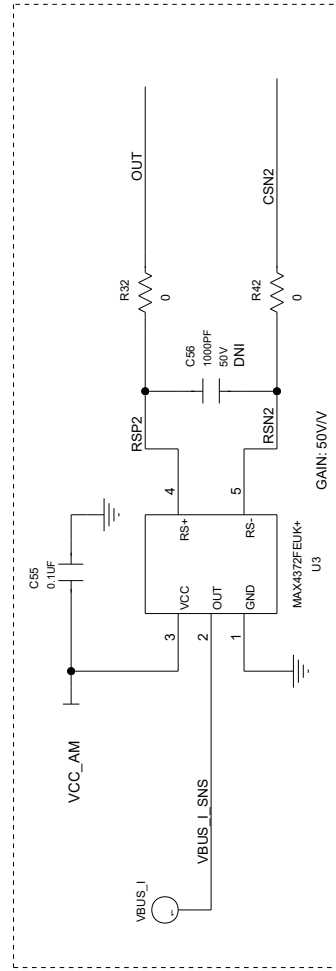 VCC_AM
C55
0.1UF
VBUS_I
1
VBUS_I_SNS
3
2
1
VCC
OUT
GND
RS+
RS-
4
5
MAX4372FEUK+
U3
GAIN: 50V/V
RSP2
RSN2
C56
1000PF
50V
DNI
R32
0
R42
0
OUT
CSN2